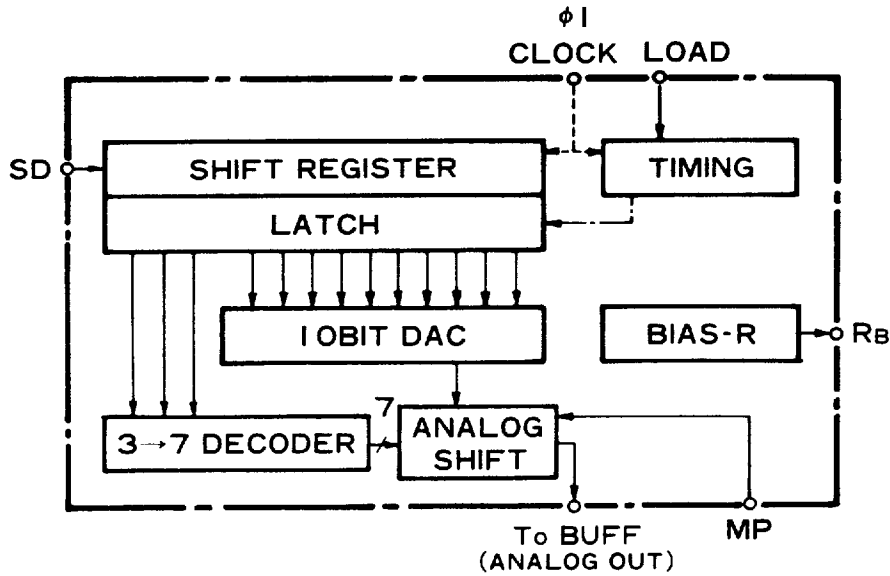 φ1
CLOCK LOAD
SD
SHIFT REGISTER
TIMING
LATCH
10BIT DAC
BIAS-R
RB
7
3→7 DECODER
ANALOG
SHIFT
To BUFF
(ANALOG OUT)
MP